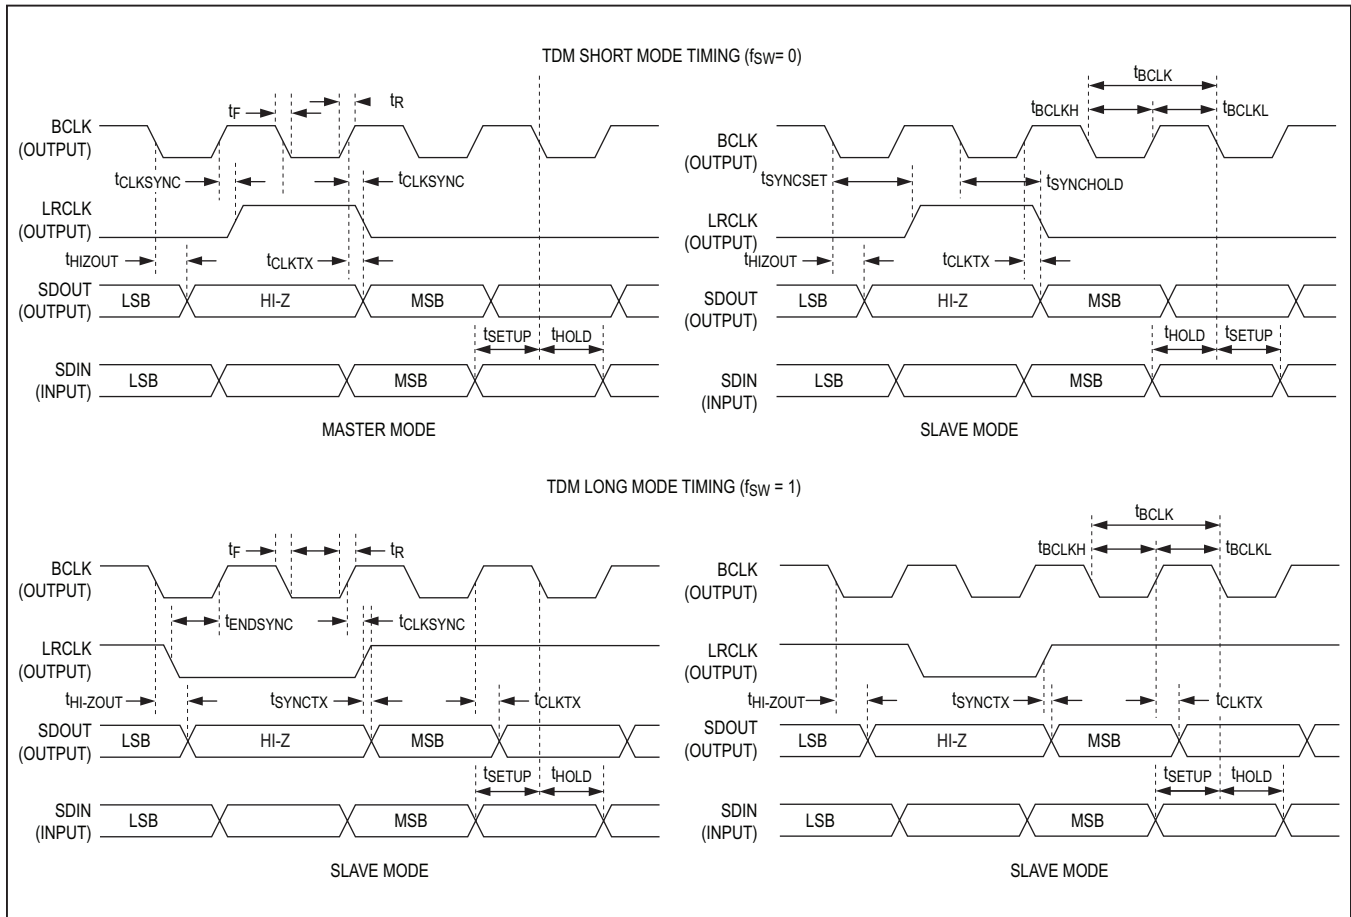 TDM SHORT MODE TIMING (fSW= 0)
tF
tR
BCLK
(OUTPUT)
tCLKSYNC
tCLKSYNC
LRCLK
(OUTPUT)
tHIZOUT
tCLKTX
SDOUT
(OUTPUT)
LSB
HI-Z
MSB
tSETUP
tHOLD
SDIN
(INPUT)
LSB
MSB
MASTER MODE
tBCLK
tBCLKH
tBCLKL
BCLK
(OUTPUT)
tSYNCSET
tSYNCHOLD
LRCLK
(OUTPUT)
tHIZOUT
tCLKTX
SDOUT
(OUTPUT)
LSB
HI-Z
MSB
tHOLD
tSETUP
SDIN
(INPUT)
LSB
MSB
SLAVE MODE
TDM LONG MODE TIMING (fSW = 1)
tF
tR
BCLK
(OUTPUT)
tENDSYNC
tCLKSYNC
LRCLK
(OUTPUT)
tHI-ZOUT
tSYNCTX
tCLKTX
SDOUT
(OUTPUT)
LSB
HI-Z
MSB
tSETUP
tHOLD
SDIN
(INPUT)
LSB
MSB
SLAVE MODE
tBCLK
tBCLKH
tBCLKL
BCLK
(OUTPUT)
LRCLK
(OUTPUT)
tHI-ZOUT
tSYNCTX
tCLKTX
SDOUT
(OUTPUT)
LSB
HI-Z
MSB
tSETUP
tHOLD
SDIN
(INPUT)
LSB
MSB
SLAVE MODE